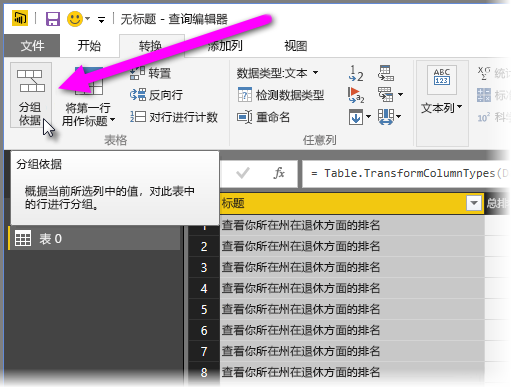 无标题 - 查询编辑器
文件 开始 转换 添加列 视图
分组
依据
将第一行
用作标题
转置
反向行
对行进行计数
表格
数据类型:文本
检测数据类型
重命名
任意列
ABC
123
文本列
统计
标准
10² 科学
分组依据
概据当前所选列中的值，对此表中
的行进行分组。
= Table.TransformColumnTypes(D
标题
总排
表 0
1 查看你所在州在退休方面的排名
2 查看你所在州在退休方面的排名
3 查看你所在州在退休方面的排名
4 查看你所在州在退休方面的排名
5 查看你所在州在退休方面的排名
6 查看你所在州在退休方面的排名
7 查看你所在州在退休方面的排名
8 查看你所在州在退休方面的排名